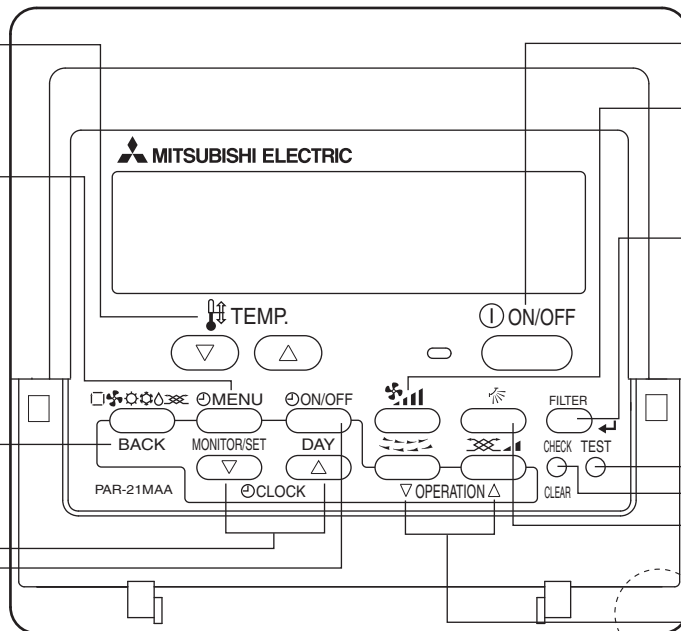 MITSUBISHI ELECTRIC
TEMP.
ON/OFF
MENU
ON/OFF
FILTER
BACK
MONITOR/SET
DAY
CHECK
TEST
PAR-21MAA
CLOCK
OPERATION
CLEAR